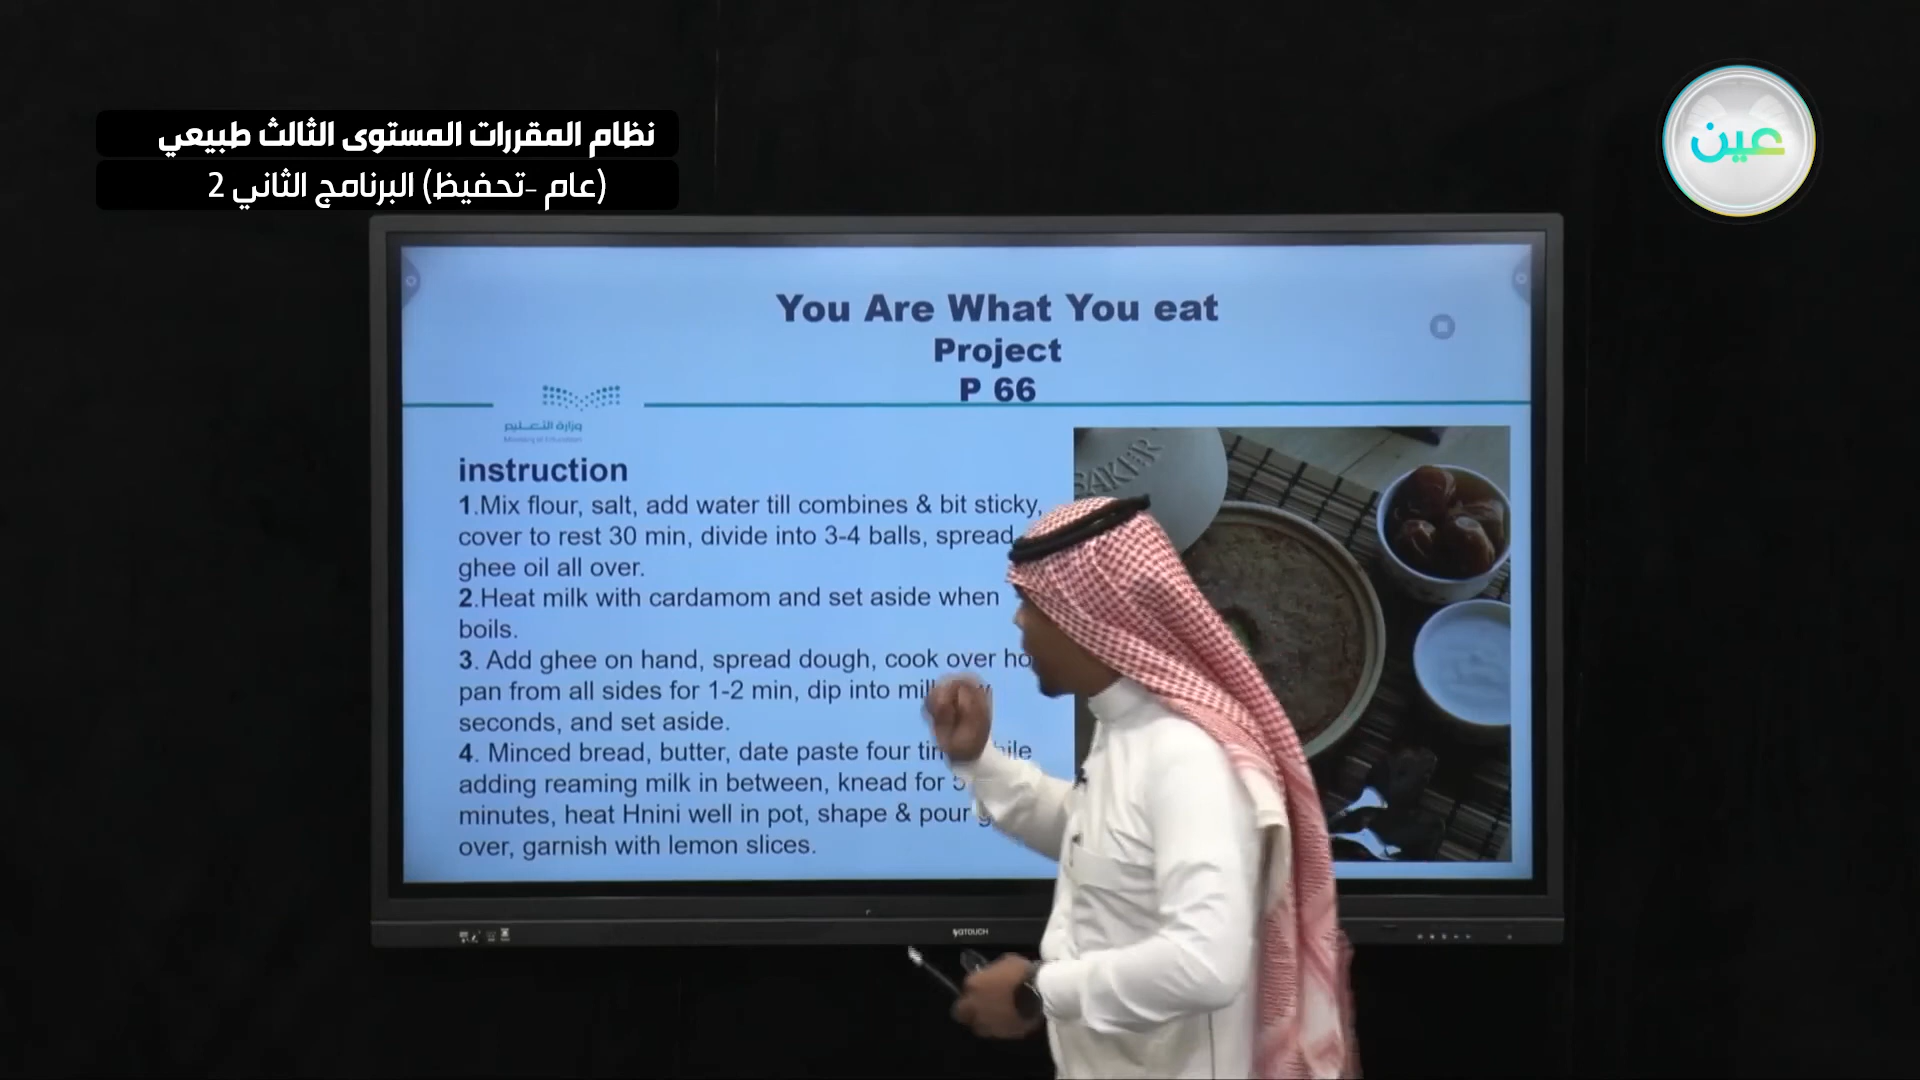 نظام المقررات المستوى الثالث طبيعي
(عام -تحفيظ) البرنامج الثاني 2
عين
You Are What You eat
Project
P 66
وزارة التعليم
Ministry of Education
instruction
1.Mix flour, salt, add water till combines & bit sticky,
cover to rest 30 min, divide into 3-4 balls, spread
ghee oil all over.
2.Heat milk with cardamom and set aside when
boils.
3. Add ghee on hand, spread dough, cook over
pan from all sides for 1-2 min, dip into
seconds, and set aside.
4. Minced bread, butter, date paste four
adding reaming milk in between, knead for 5
minutes, heat Hnini well in pot, shape & pour
over, garnish with lemon slices.
BAKER